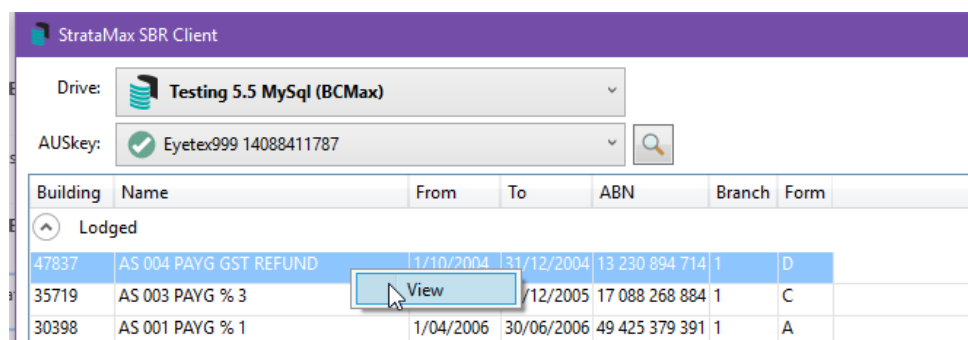 StrataMax SBR Client
Drive: Testing 5.5 MySql (BCMax)
AUSkey: Eyetex999 14088411787
Building Name From To ABN Branch Form
Lodged
47837 AS 004 PAYG GST REFUND 1/10/2004 31/12/2004 13 230 894 714 1 D
View
35719 AS 003 PAYG % 3 /12/2005 17 088 268 884 1 C
30398 AS 001 PAYG % 1 1/04/2006 30/06/2006 49 425 379 391 1 A